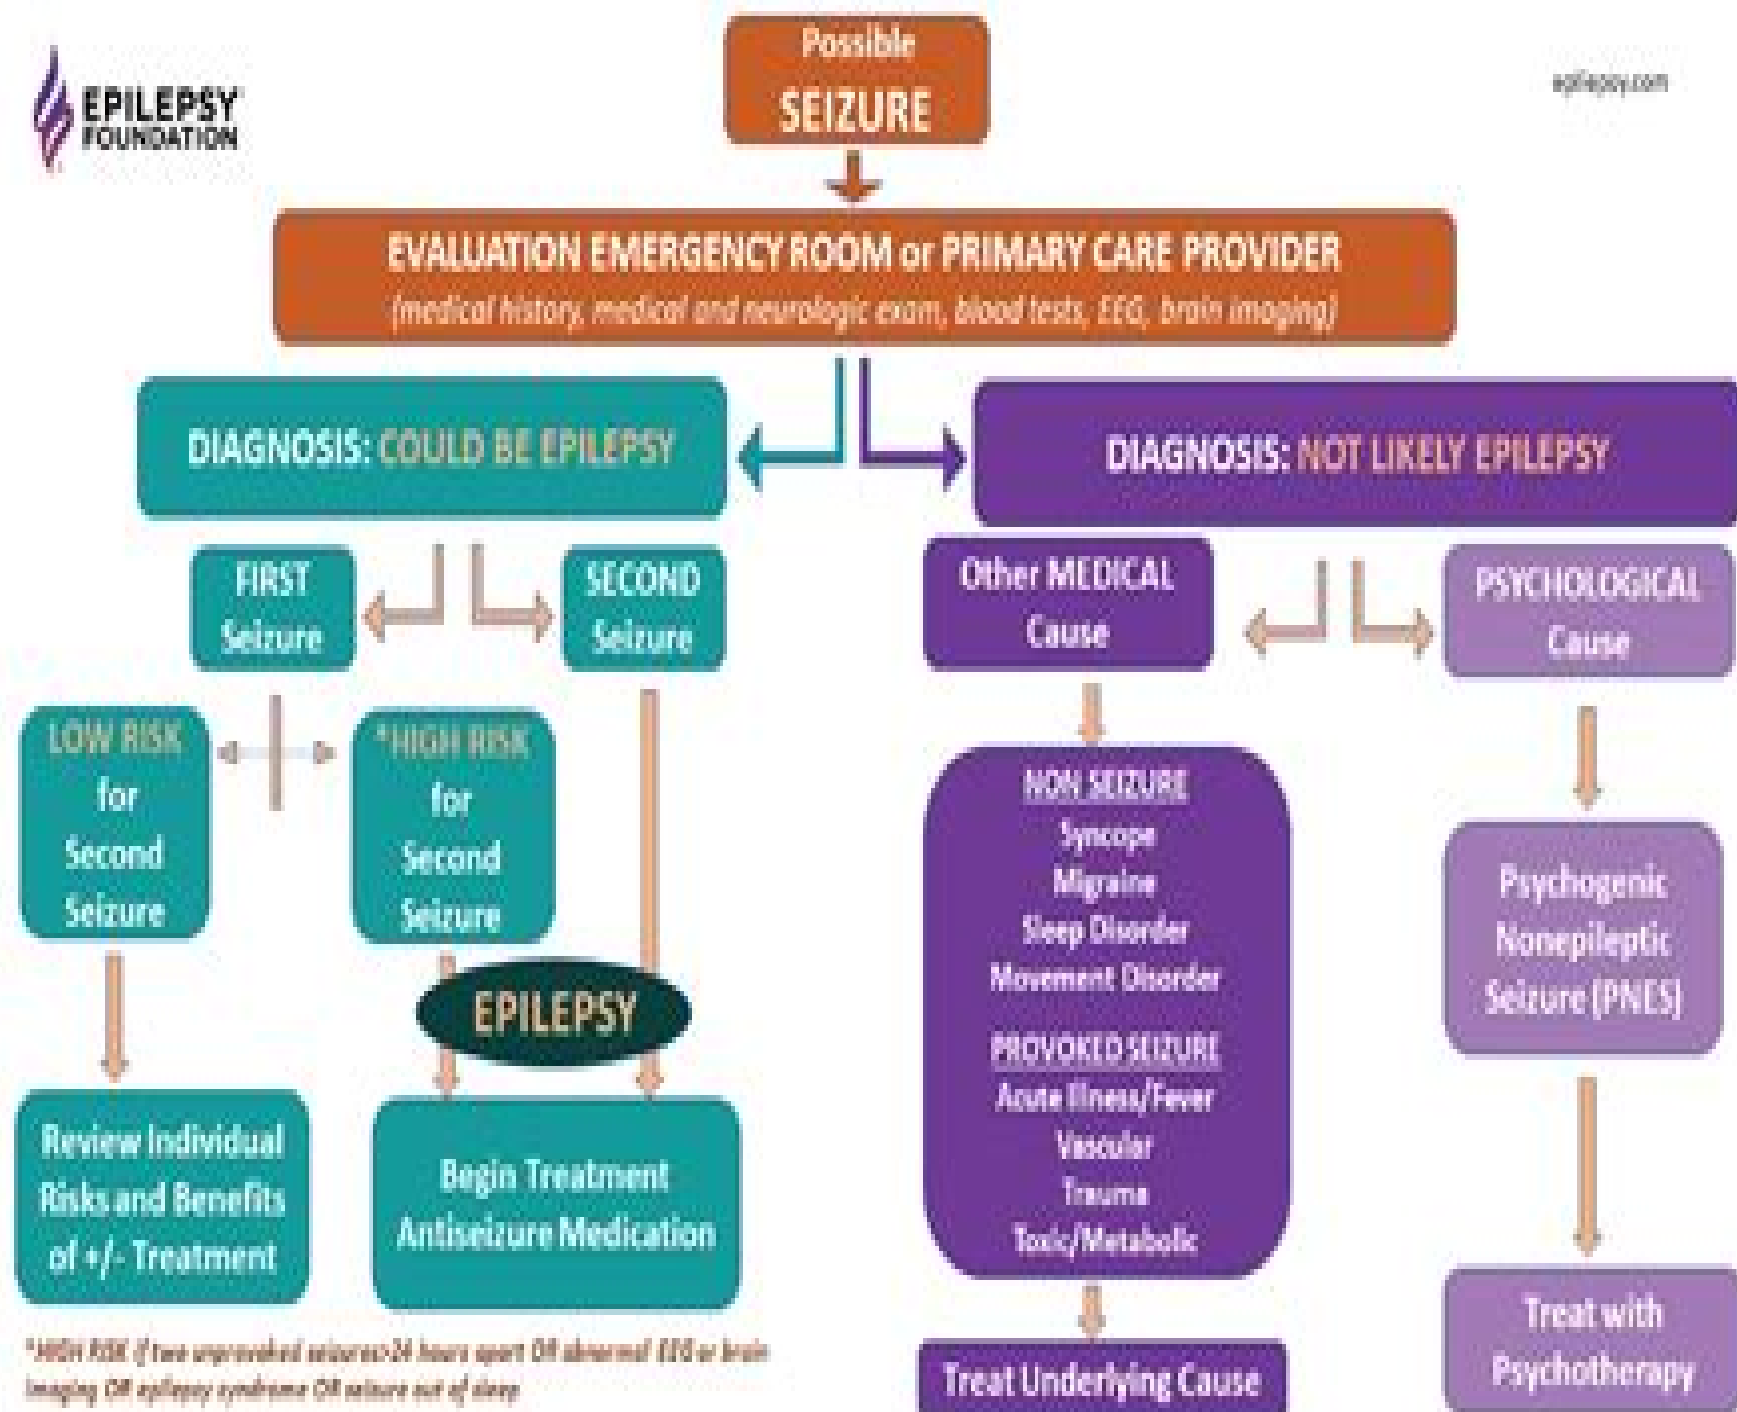 EPILEPSY
FOUNDATION
epilepsy.com
Possible
SEIZURE
EVALUATION EMERGENCY ROOM or PRIMARY CARE PROVIDER
(medical history, medical and neurologic exam, blood tests, EEG, brain imaging)
DIAGNOSIS: COULD BE EPILEPSY
FIRST
Seizure
SECOND
Seizure
LOW RISK
for
Second
Seizure
*HIGH RISK
for
Second
Seizure
EPILEPSY
Review Individual
Risks and Benefits
of +/- Treatment
Begin Treatment
Antiseizure Medication
*HIGH RISK if two unprovoked seizures>24 hours apart OR abnormal EEG or brain
imaging OR epilepsy syndrome OR seizure out of sleep
DIAGNOSIS: NOT LIKELY EPILEPSY
Other MEDICAL
Cause
NON SEIZURE
Syncope
Migraine
Sleep Disorder
Movement Disorder
PROVOKED SEIZURE
Acute Illness/Fever
Vascular
Trauma
Toxic/Metabolic
Treat Underlying Cause
PSYCHOLOGICAL
Cause
Psychogenic
Nonepileptic
Seizure (PNES)
Treat with
Psychotherapy